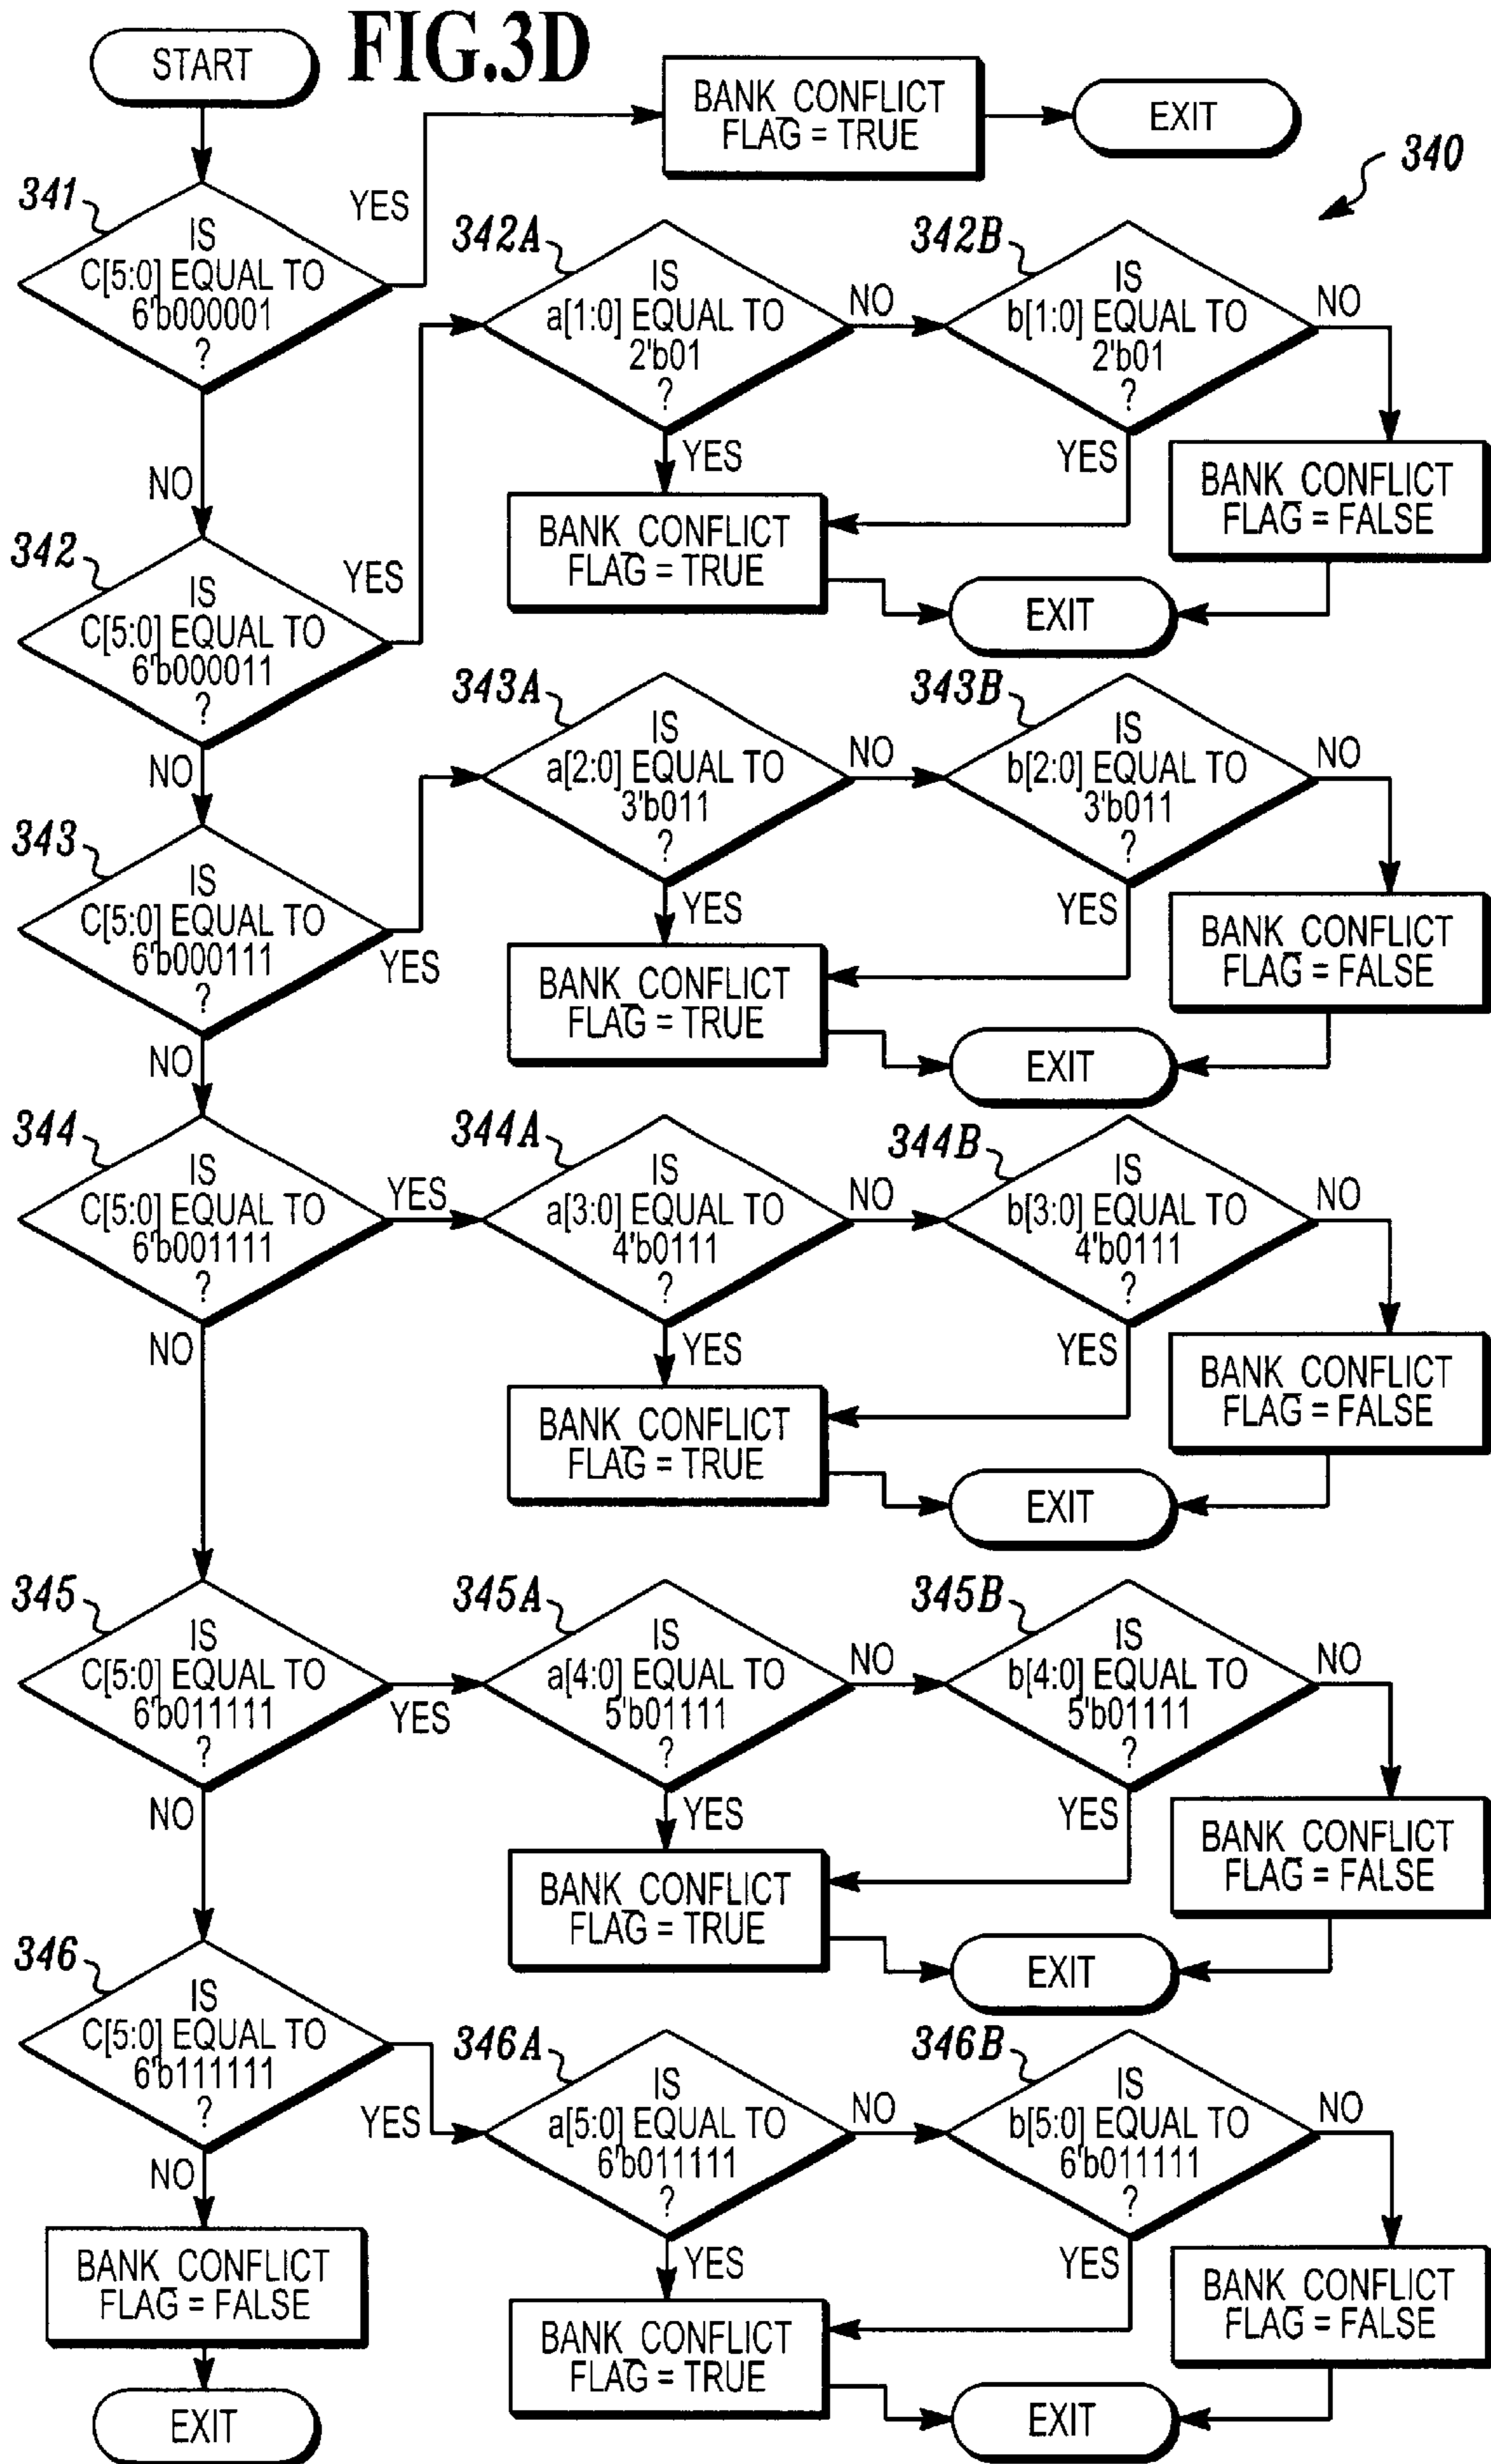 FIG.3D
START
BANK_CONFLICT
FLAG = TRUE
EXIT
340
341
IS
C[5:0] EQUAL TO
6'b000001
?
YES
NO
342A
IS
a[1:0] EQUAL TO
2'b01
?
NO
YES
342B
IS
b[1:0] EQUAL TO
2'b01
?
NO
YES
BANK_CONFLICT
FLAG = TRUE
BANK_CONFLICT
FLAG = FALSE
EXIT
342
IS
C[5:0] EQUAL TO
6'b000011
?
YES
NO
343A
IS
a[2:0] EQUAL TO
3'b011
?
NO
YES
343B
IS
b[2:0] EQUAL TO
3'b011
?
NO
YES
BANK_CONFLICT
FLAG = TRUE
BANK_CONFLICT
FLAG = FALSE
EXIT
343
IS
C[5:0] EQUAL TO
6'b000111
?
YES
NO
344
IS
C[5:0] EQUAL TO
6'b001111
?
YES
NO
344A
IS
a[3:0] EQUAL TO
4'b0111
?
NO
YES
344B
IS
b[3:0] EQUAL TO
4'b0111
?
NO
YES
BANK_CONFLICT
FLAG = TRUE
BANK_CONFLICT
FLAG = FALSE
EXIT
345
IS
C[5:0] EQUAL TO
6'b011111
?
YES
NO
345A
IS
a[4:0] EQUAL TO
5'b01111
?
NO
YES
345B
IS
b[4:0] EQUAL TO
5'b01111
?
NO
YES
BANK_CONFLICT
FLAG = TRUE
BANK_CONFLICT
FLAG = FALSE
EXIT
346
IS
C[5:0] EQUAL TO
6'b111111
?
YES
NO
346A
IS
a[5:0] EQUAL TO
6'b011111
?
NO
YES
346B
IS
b[5:0] EQUAL TO
6'b011111
?
NO
YES
BANK_CONFLICT
FLAG = FALSE
EXIT
BANK_CONFLICT
FLAG = TRUE
BANK_CONFLICT
FLAG = FALSE
EXIT